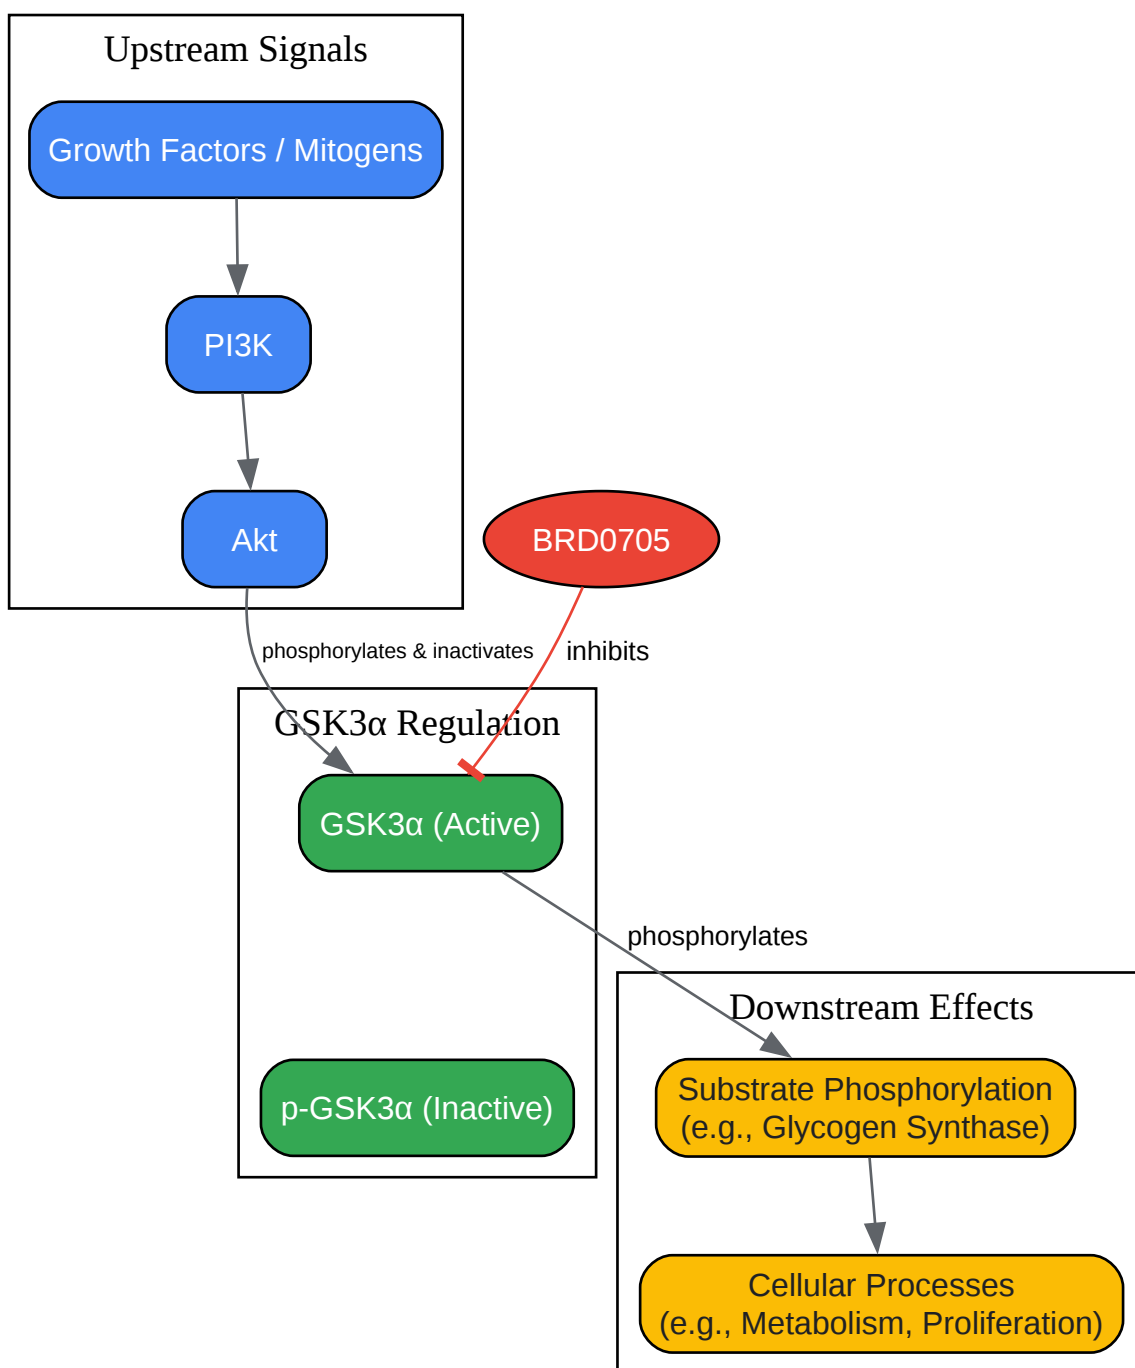 Upstream Signals
Growth Factors / Mitogens
PI3K
Akt
BRD0705
phosphorylates & inactivates
inhibits
GSK3α Regulation
GSK3α (Active)
phosphorylates
Downstream Effects
Substrate Phosphorylation
(e.g., Glycogen Synthase)
p-GSK3α (Inactive)
Cellular Processes
(e.g., Metabolism, Proliferation)